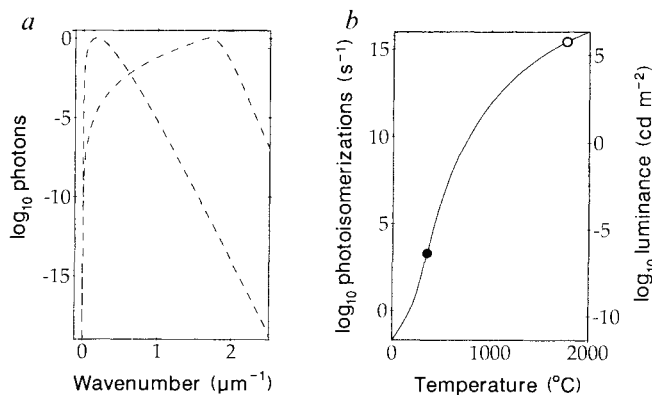 a
b
0
-5
-10
-15
log10 photons
0
1
2
Wavenumber (μm−1)
15
10
5
0
log10 photoisomerizations (s−1)
5
0
-5
-10
log10 luminance (cd m−2)
0
1000
2000
Temperature (°C)